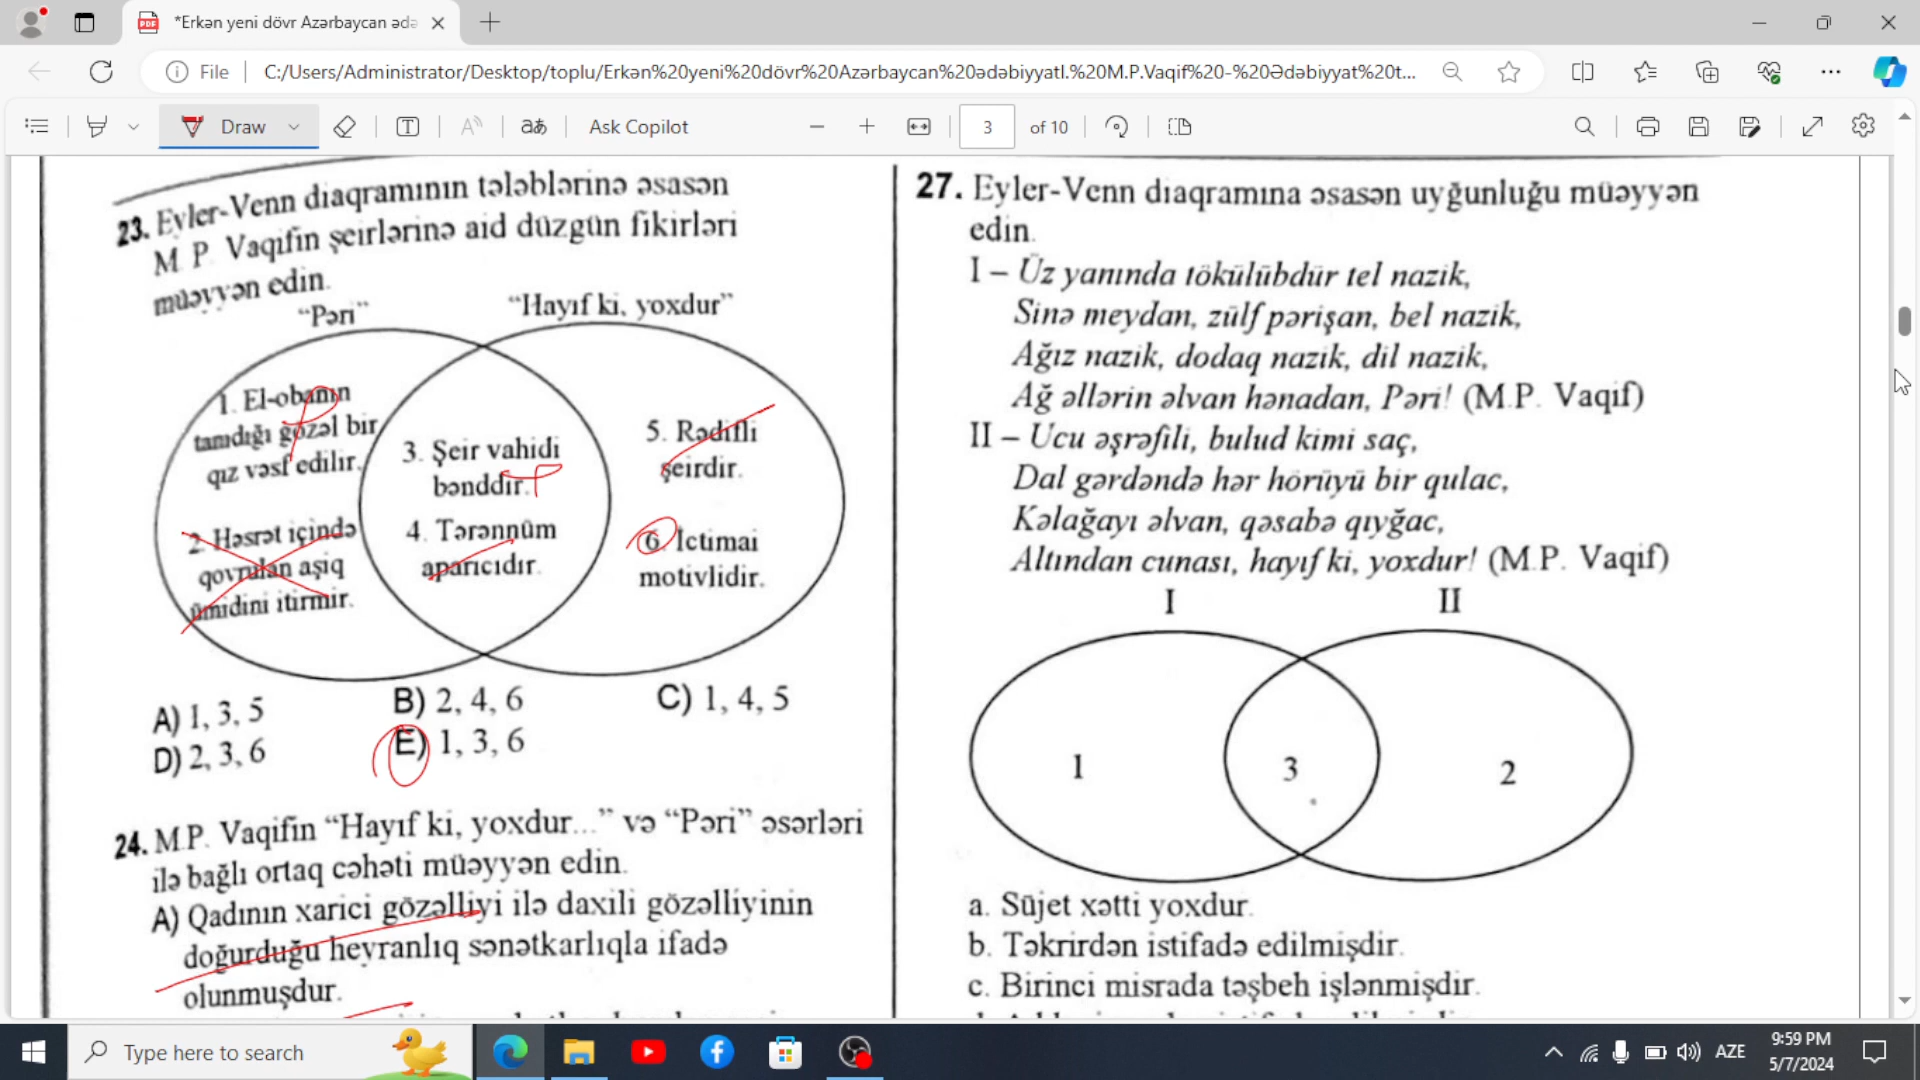 *Erkən yeni dövr Azərbaycan ədə
File
C:/Users/Administrator/Desktop/toplu/Erkən%20yeni%20dövr%20Azərbaycan%20ədəbiyyatI.%20M.P.Vaqif%20-%20Ədəbiyyat%20t...
Draw
Ask Copilot
3 of 10
23. Eyler-Venn diaqramının tələblərinə əsasən
M. P. Vaqifin şeirlərinə aid düzgün fikirləri
müəyyən edin.
"Pəri" "Hayıf ki, yoxdur"
1. El-obanın
tanıdığı gözəl bir
qız vəsf edilir.
2. Həsrət içində
qovrulan aşiq
ümidini itirmir.
3. Şeir vahidi
bənddir.
4. Tərənnüm
aparıcıdır.
5. Rədifli
şeirdir.
6. İctimai
motivlidir.
A) 1, 3, 5 B) 2, 4, 6 C) 1, 4, 5
D) 2, 3, 6 E) 1, 3, 6
24. M.P. Vaqifin "Hayıf ki, yoxdur..." və "Pəri" əsərləri
ilə bağlı ortaq cəhəti müəyyən edin.
A) Qadının xarici gözəlliyi ilə daxili gözəlliyinin
doğurduğu heyranlıq sənətkarlıqla ifadə
olunmuşdur.
27. Eyler-Venn diaqramına əsasən uyğunluğu müəyyən
edin.
I – Üz yanında tökülübdür tel nazik,
Sinə meydan, zülf pərişan, bel nazik,
Ağız nazik, dodaq nazik, dil nazik,
Ağ əllərin əlvan hənadan, Pəri! (M.P. Vaqif)
II – Ucu əşrəfili, bulud kimi saç,
Dal gərdəndə hər hörüyü bir qulac,
Kəlağayı əlvan, qəsabə qıyğac,
Altından cunası, hayıf ki, yoxdur! (M.P. Vaqif)
I II
1 3 2
a. Süjet xətti yoxdur.
b. Təkrirdən istifadə edilmişdir.
c. Birinci misrada təşbeh işlənmişdir.
Type here to search
AZE
9:59 PM
5/7/2024